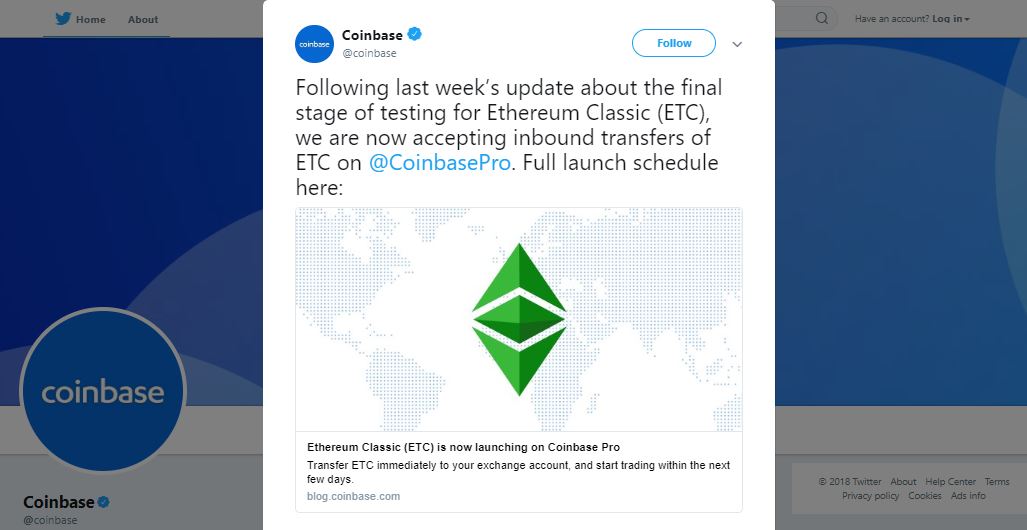 Home About
Have an account? Log in
Coinbase
@coinbase
coinbase
Follow
Following last week’s update about the final
stage of testing for Ethereum Classic (ETC),
we are now accepting inbound transfers of
ETC on @CoinbasePro. Full launch schedule
here:
Ethereum Classic (ETC) is now launching on Coinbase Pro
Transfer ETC immediately to your exchange account, and start trading within the next
few days.
blog.coinbase.com
coinbase
Coinbase
@coinbase
© 2018 Twitter About Help Center Terms
Privacy policy Cookies Ads info